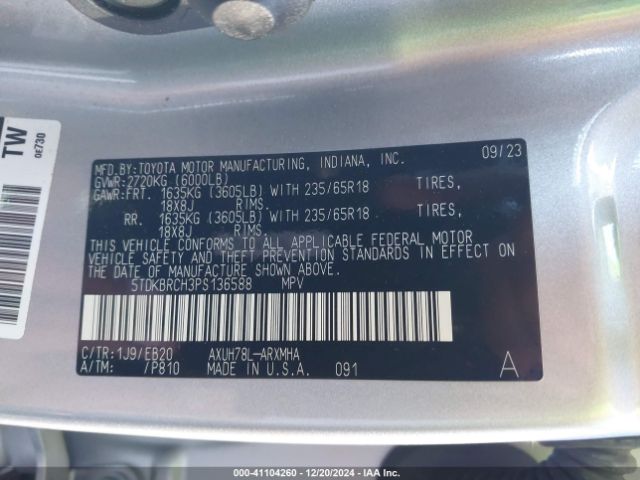 TW
0E730
MFD.BY:TOYOTA MOTOR MANUFACTURING, INDIANA, INC. 09/23
GVWR:2720KG (6000LB)
GAWR:FRT. 1635KG (3605LB) WITH 235/65R18 TIRES,
18X8J RIMS.
RR. 1635KG (3605LB) WITH 235/65R18 TIRES,
18X8J RIMS.
THIS VEHICLE CONFORMS TO ALL APPLICABLE FEDERAL MOTOR
VEHICLE SAFETY AND THEFT PREVENTION STANDARDS IN EFFECT ON
THE DATE OF MANUFACTURE SHOWN ABOVE.
5TDKBRCH3PS136588 MPV
C/TR:1J9/EB20 AXUH78L-ARXMHA
A/TM: /P810 MADE IN U.S.A. 091 A
000-41104260 - 12/20/2024 - IAA Inc.